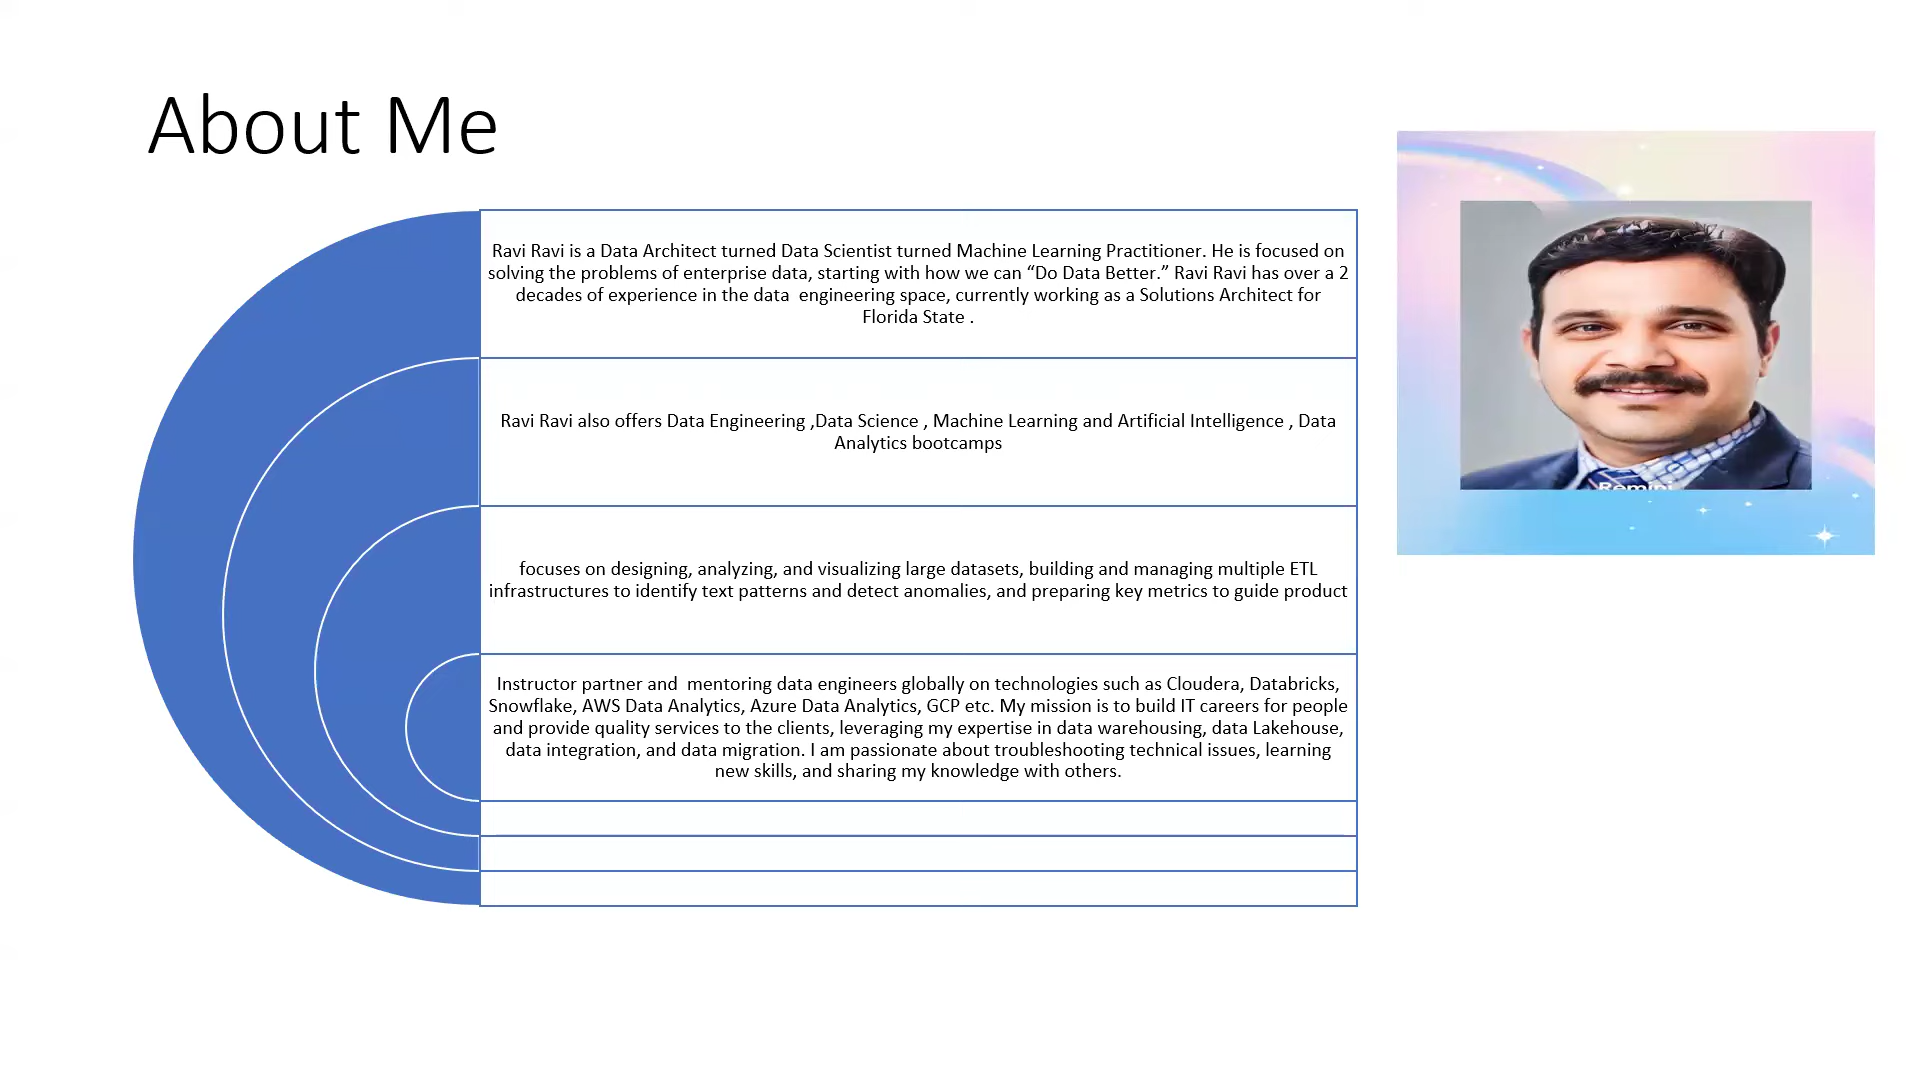 About Me
Ravi Ravi is a Data Architect turned Data Scientist turned Machine Learning Practitioner. He is focused on
solving the problems of enterprise data, starting with how we can “Do Data Better.” Ravi Ravi has over a 2
decades of experience in the data  engineering space, currently working as a Solutions Architect for
Florida State .
Ravi Ravi also offers Data Engineering ,Data Science , Machine Learning and Artificial Intelligence , Data
Analytics bootcamps
focuses on designing, analyzing, and visualizing large datasets, building and managing multiple ETL
infrastructures to identify text patterns and detect anomalies, and preparing key metrics to guide product
Instructor partner and  mentoring data engineers globally on technologies such as Cloudera, Databricks,
Snowflake, AWS Data Analytics, Azure Data Analytics, GCP etc. My mission is to build IT careers for people
and provide quality services to the clients, leveraging my expertise in data warehousing, data Lakehouse,
data integration, and data migration. I am passionate about troubleshooting technical issues, learning
new skills, and sharing my knowledge with others.
Remini